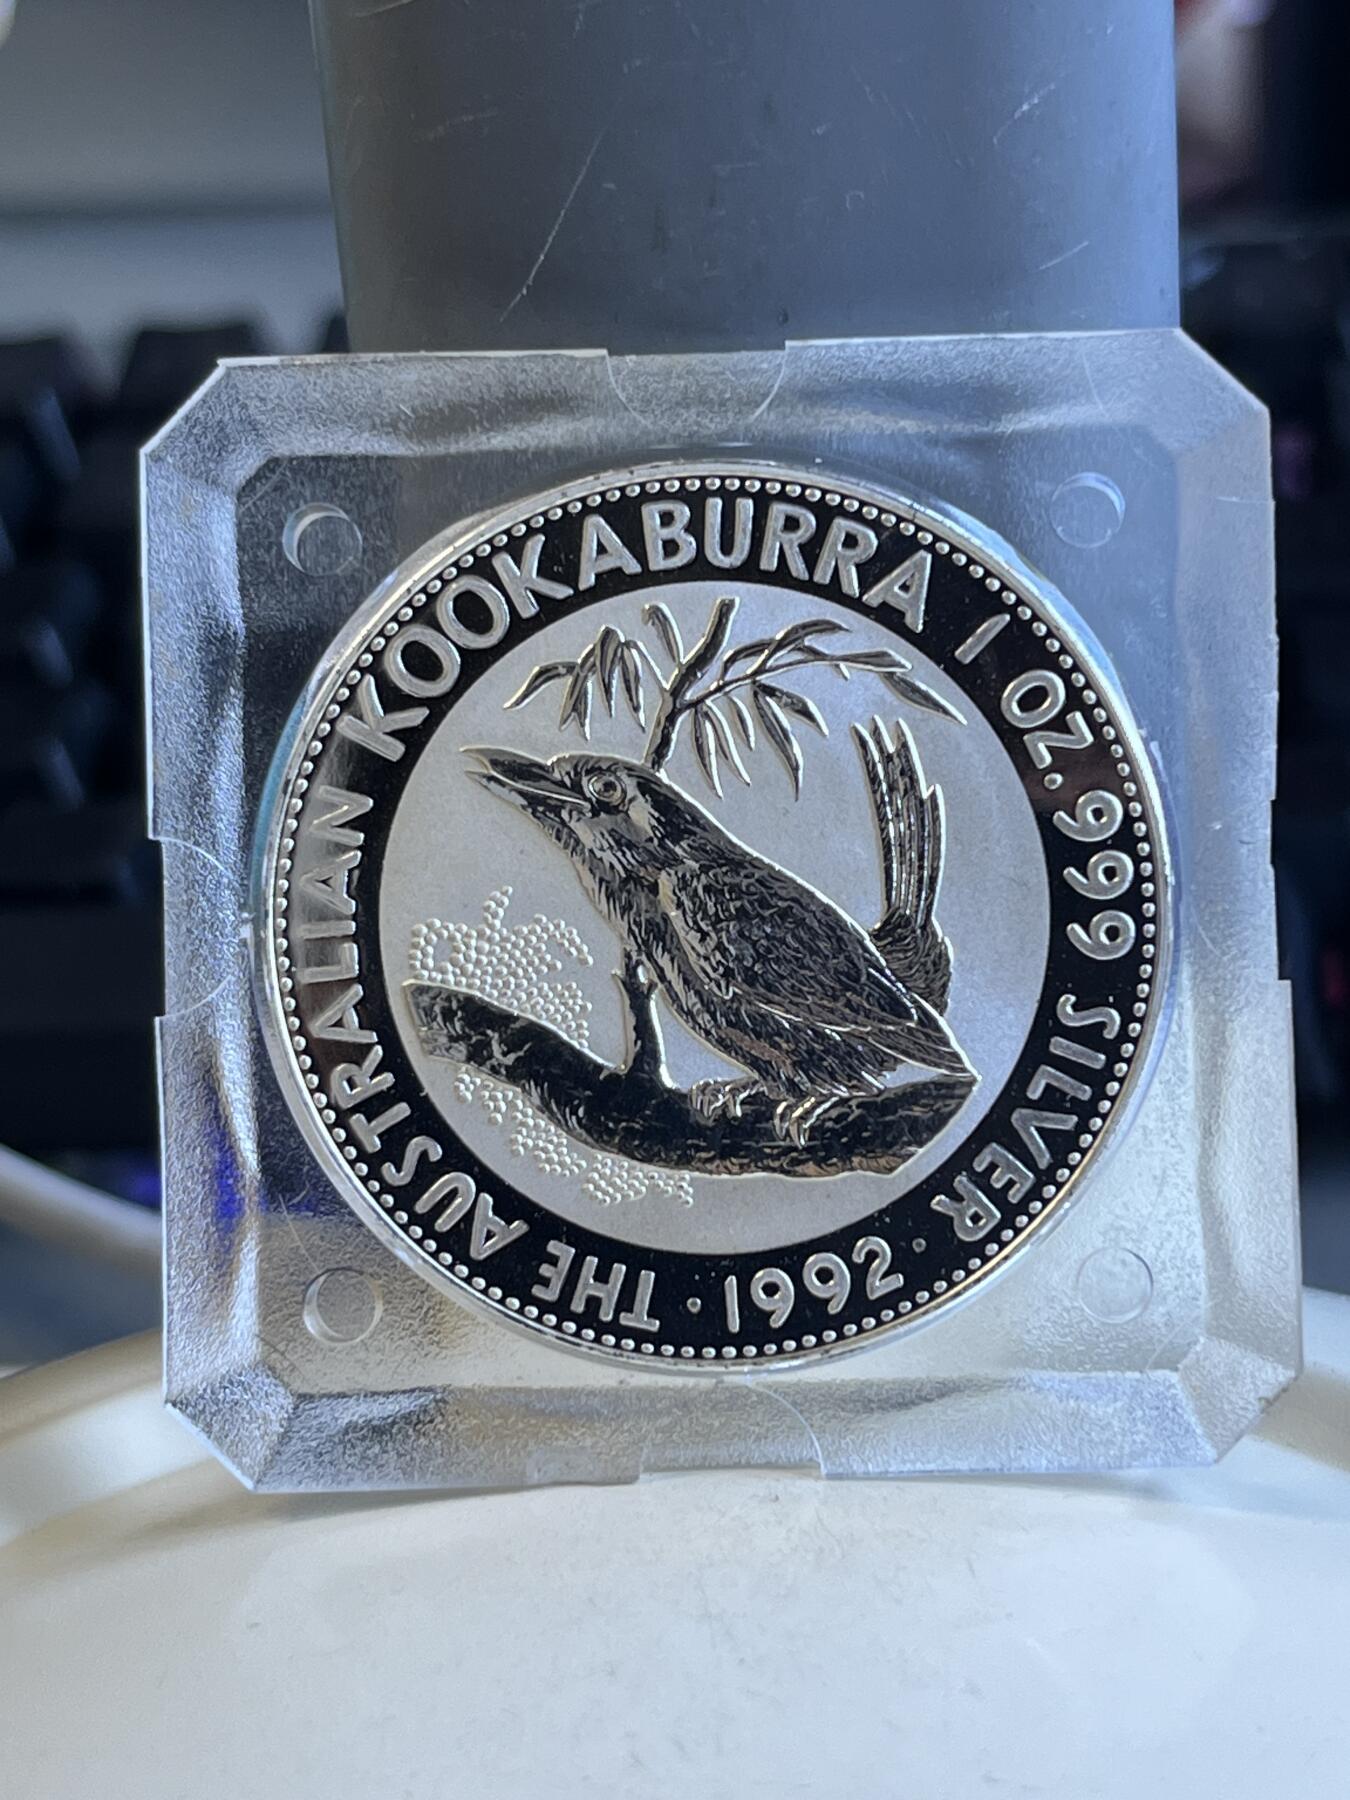 THE AUSTRALIAN KOOKABURRA 1 OZ. 999 SILVER
· 1992 ·